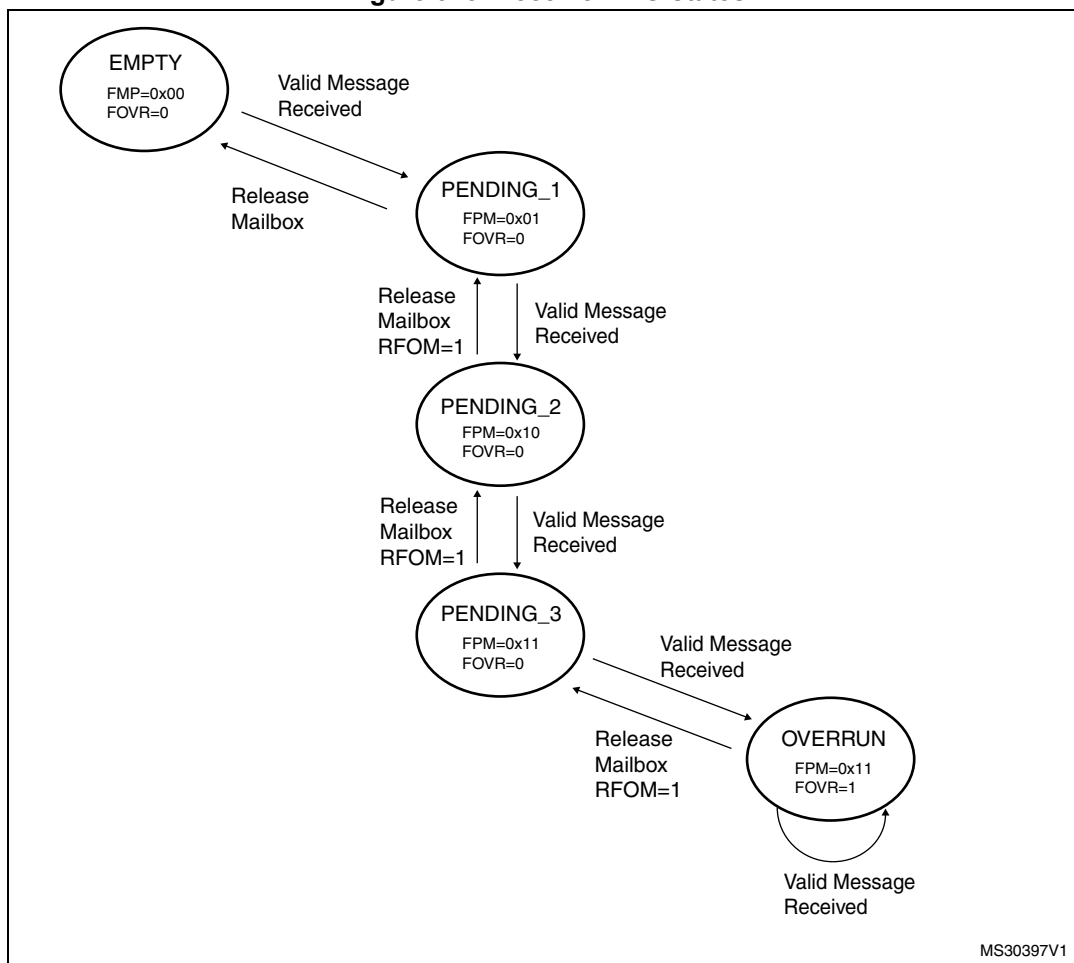 EMPTY
FMP=0x00
FOVR=0
Valid Message
Received
Release
Mailbox
PENDING_1
FPM=0x01
FOVR=0
Release
Mailbox
RFOM=1
Valid Message
Received
PENDING_2
FPM=0x10
FOVR=0
Release
Mailbox
RFOM=1
Valid Message
Received
PENDING_3
FPM=0x11
FOVR=0
Valid Message
Received
Release
Mailbox
RFOM=1
OVERRUN
FPM=0x11
FOVR=1
Valid Message
Received
MS30397V1